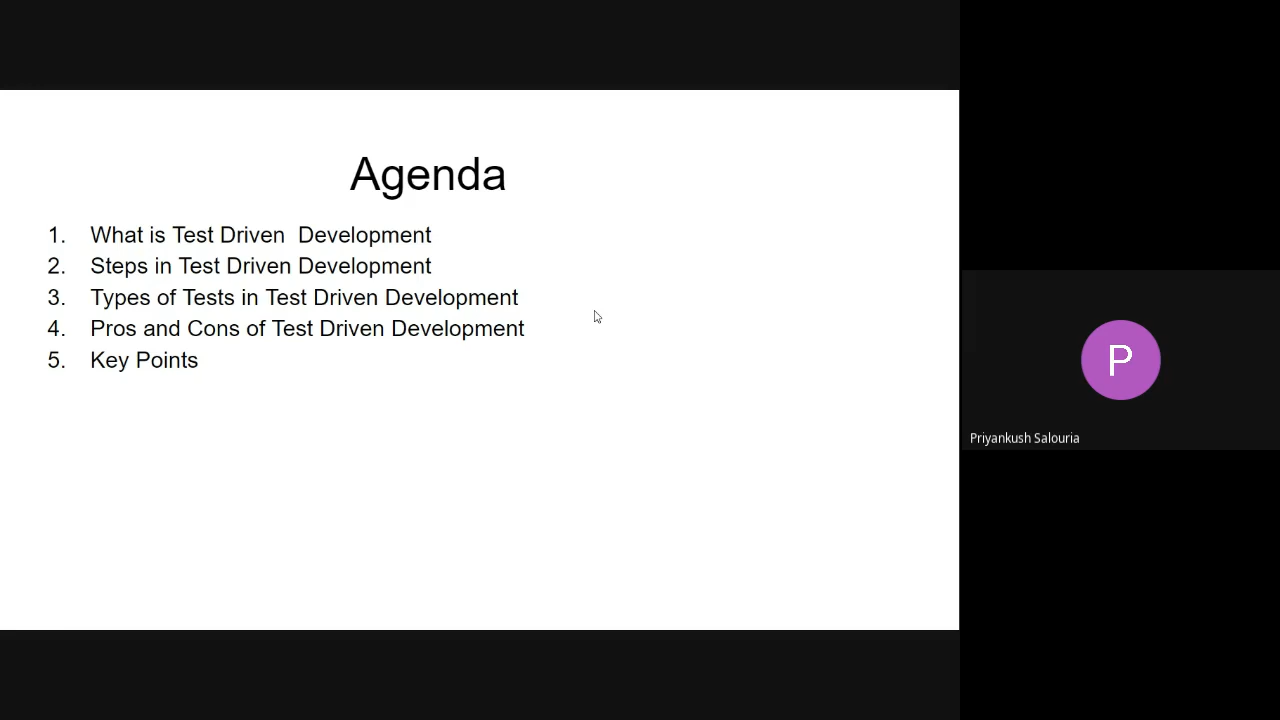 Agenda
1. What is Test Driven  Development
2. Steps in Test Driven Development
3. Types of Tests in Test Driven Development
4. Pros and Cons of Test Driven Development
5. Key Points
P
Priyankush Salouria